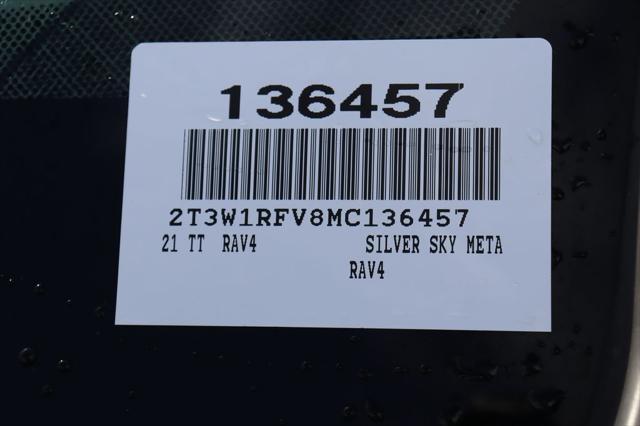 136457
2T3W1RFV8MC136457
21 TT RAV4 SILVER SKY META
RAV4